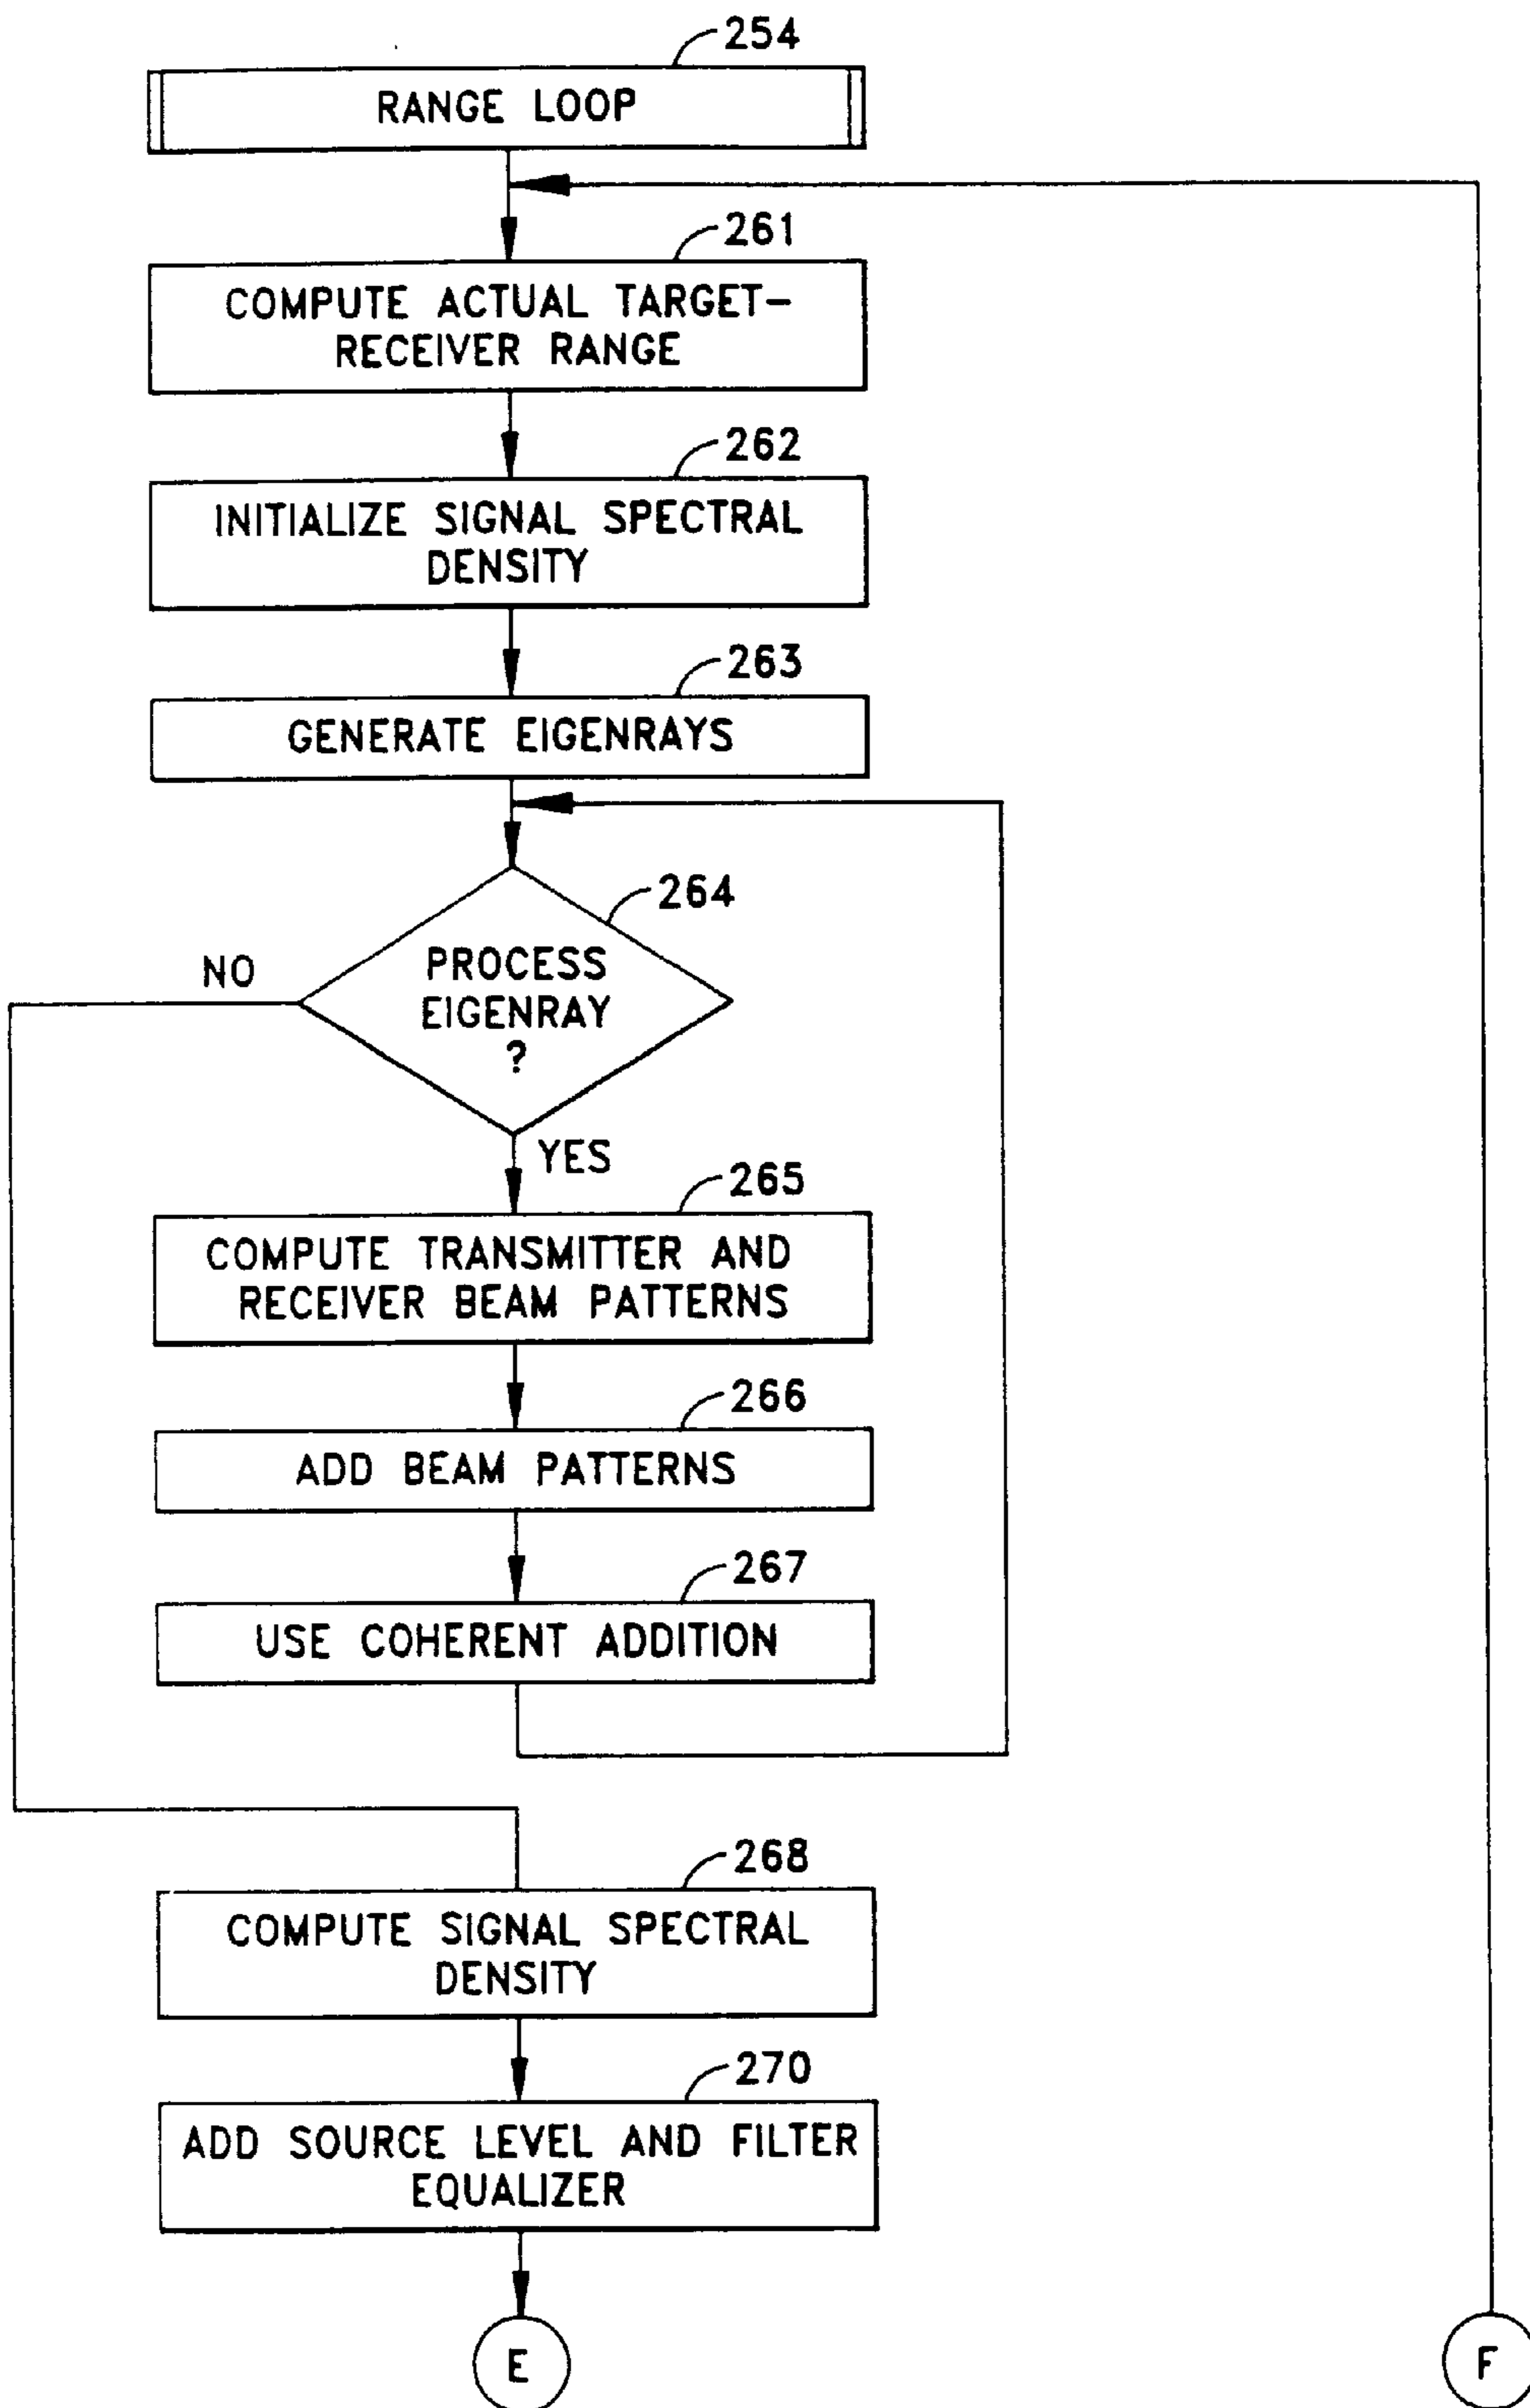 254
RANGE LOOP
261
COMPUTE ACTUAL TARGET-
RECEIVER RANGE
262
INITIALIZE SIGNAL SPECTRAL
DENSITY
263
GENERATE EIGENRAYS
264
NO
PROCESS
EIGENRAY
?
YES
265
COMPUTE TRANSMITTER AND
RECEIVER BEAM PATTERNS
266
ADD BEAM PATTERNS
267
USE COHERENT ADDITION
268
COMPUTE SIGNAL SPECTRAL
DENSITY
270
ADD SOURCE LEVEL AND FILTER
EQUALIZER
E
F